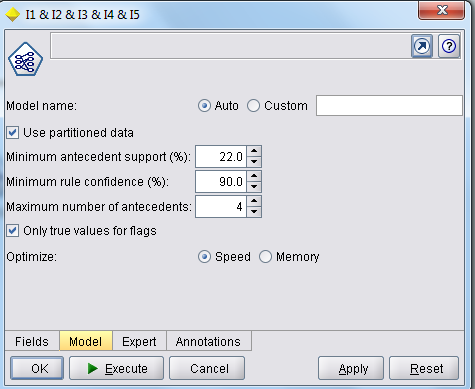 I1 & I2 & I3 & I4 & I5
Model name: Auto Custom
Use partitioned data
Minimum antecedent support (%): 22.0
Minimum rule confidence (%): 90.0
Maximum number of antecedents: 4
Only true values for flags
Optimize: Speed Memory
Fields Model Expert Annotations
OK Execute Cancel Apply Reset